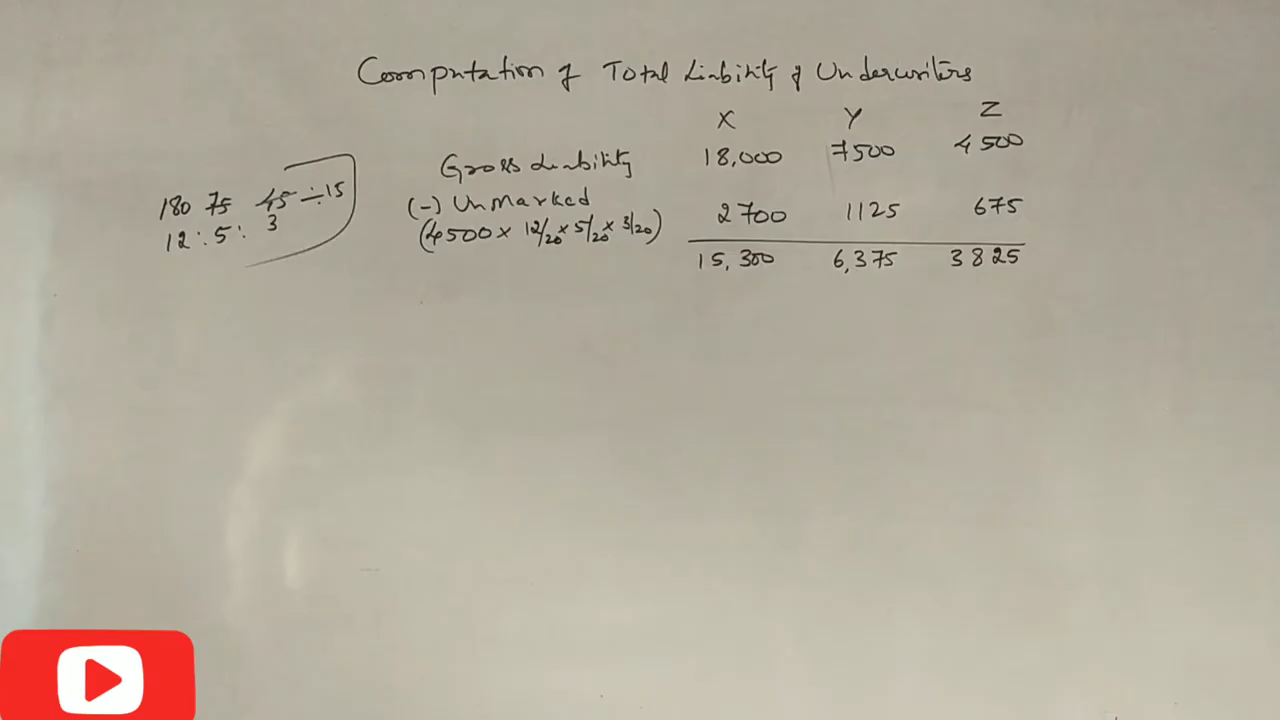 Computation of Total Liability of Underwriters
X Y Z
Gross Liability 18,000 7500 4500
(-) Unmarked 2700 1125 675
(4500 × 12/20 × 5/20 × 3/20)
15,300 6,375 3825
180 75 45 ÷ 15
12 : 5 : 3